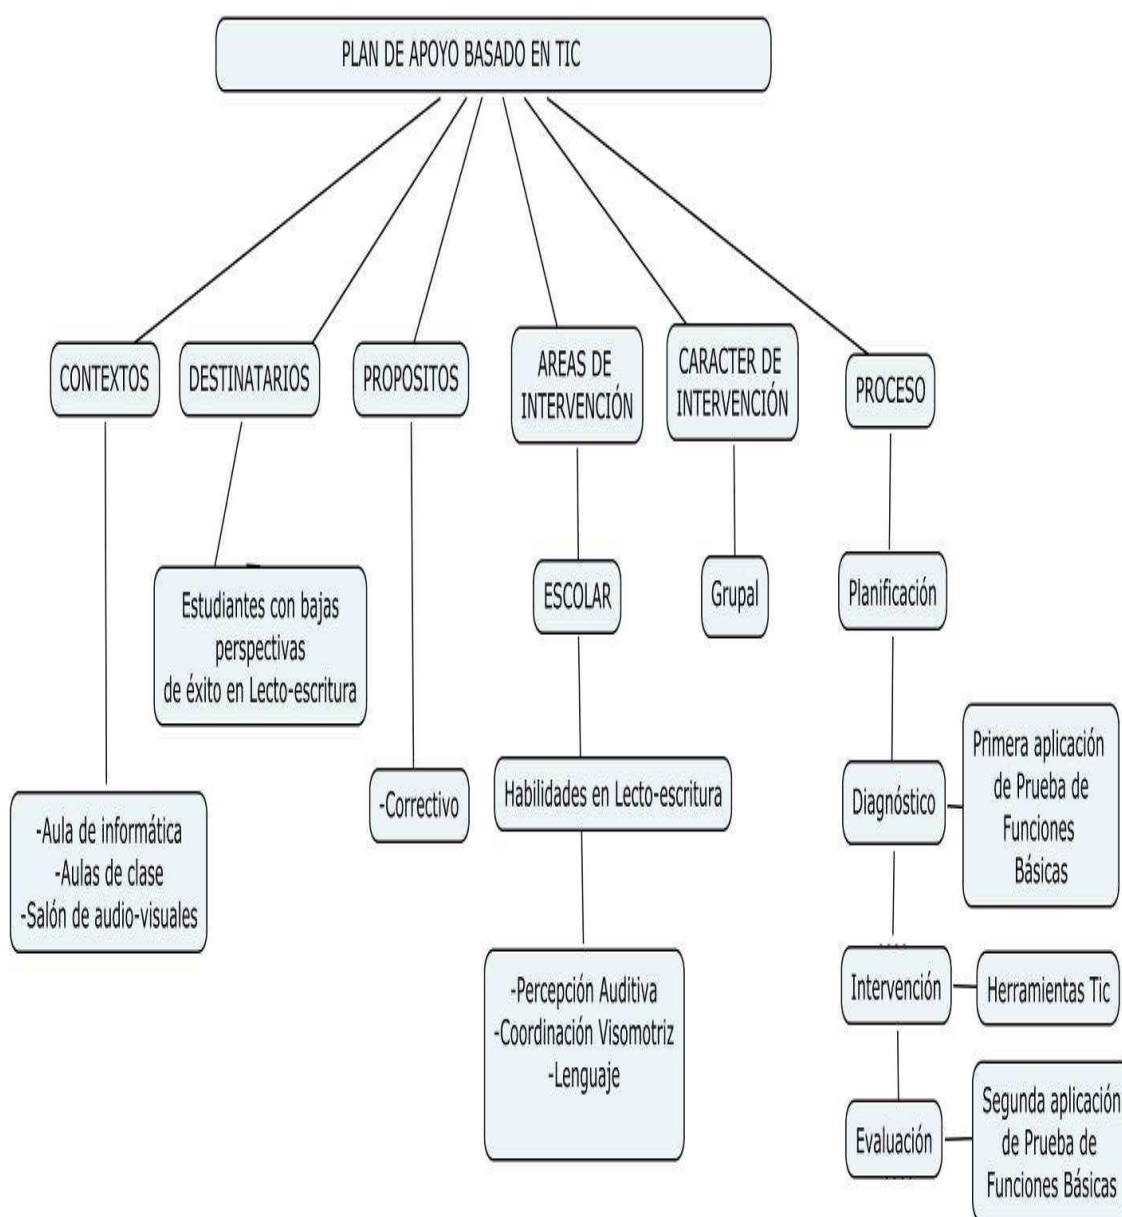 PLAN DE APOYO BASADO EN TIC
CONTEXTOS
DESTINATARIOS
PROPOSITOS
AREAS DE
INTERVENCIÓN
CARACTER DE
INTERVENCIÓN
PROCESO
Estudiantes con bajas
perspectivas
de éxito en Lecto-escritura
ESCOLAR
Grupal
Planificación
-Aula de informática
-Aulas de clase
-Salón de audio-visuales
-Correctivo
Habilidades en Lecto-escritura
Diagnóstico
Primera aplicación
de Prueba de
Funciones
Básicas
-Percepción Auditiva
-Coordinación Visomotriz
-Lenguaje
Intervención
Herramientas Tic
Evaluación
Segunda aplicación
de Prueba de
Funciones Básicas